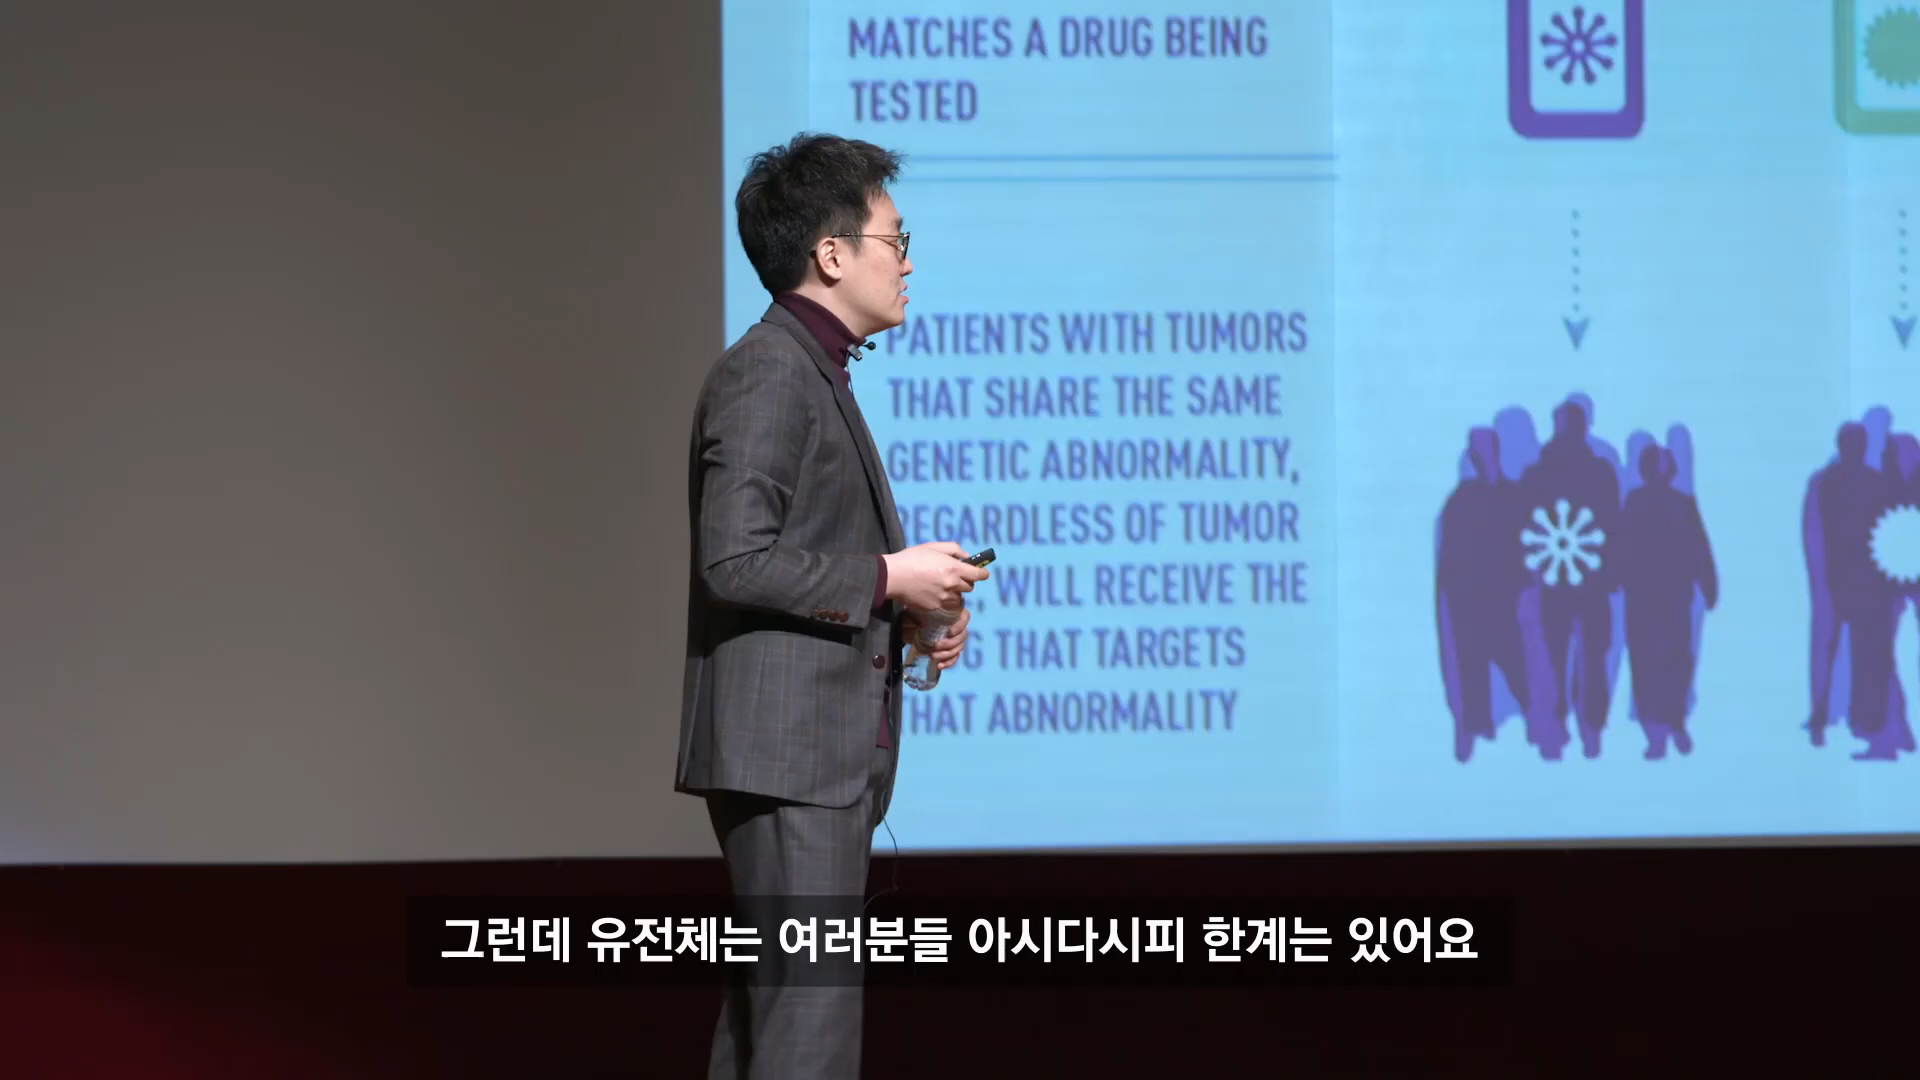 MATCHES A DRUG BEING
TESTED
PATIENTS WITH TUMORS
THAT SHARE THE SAME
GENETIC ABNORMALITY,
REGARDLESS OF TUMOR
WILL RECEIVE THE
THAT TARGETS
THAT ABNORMALITY
그런데 유전체는 여러분들 아시다시피 한계는 있어요